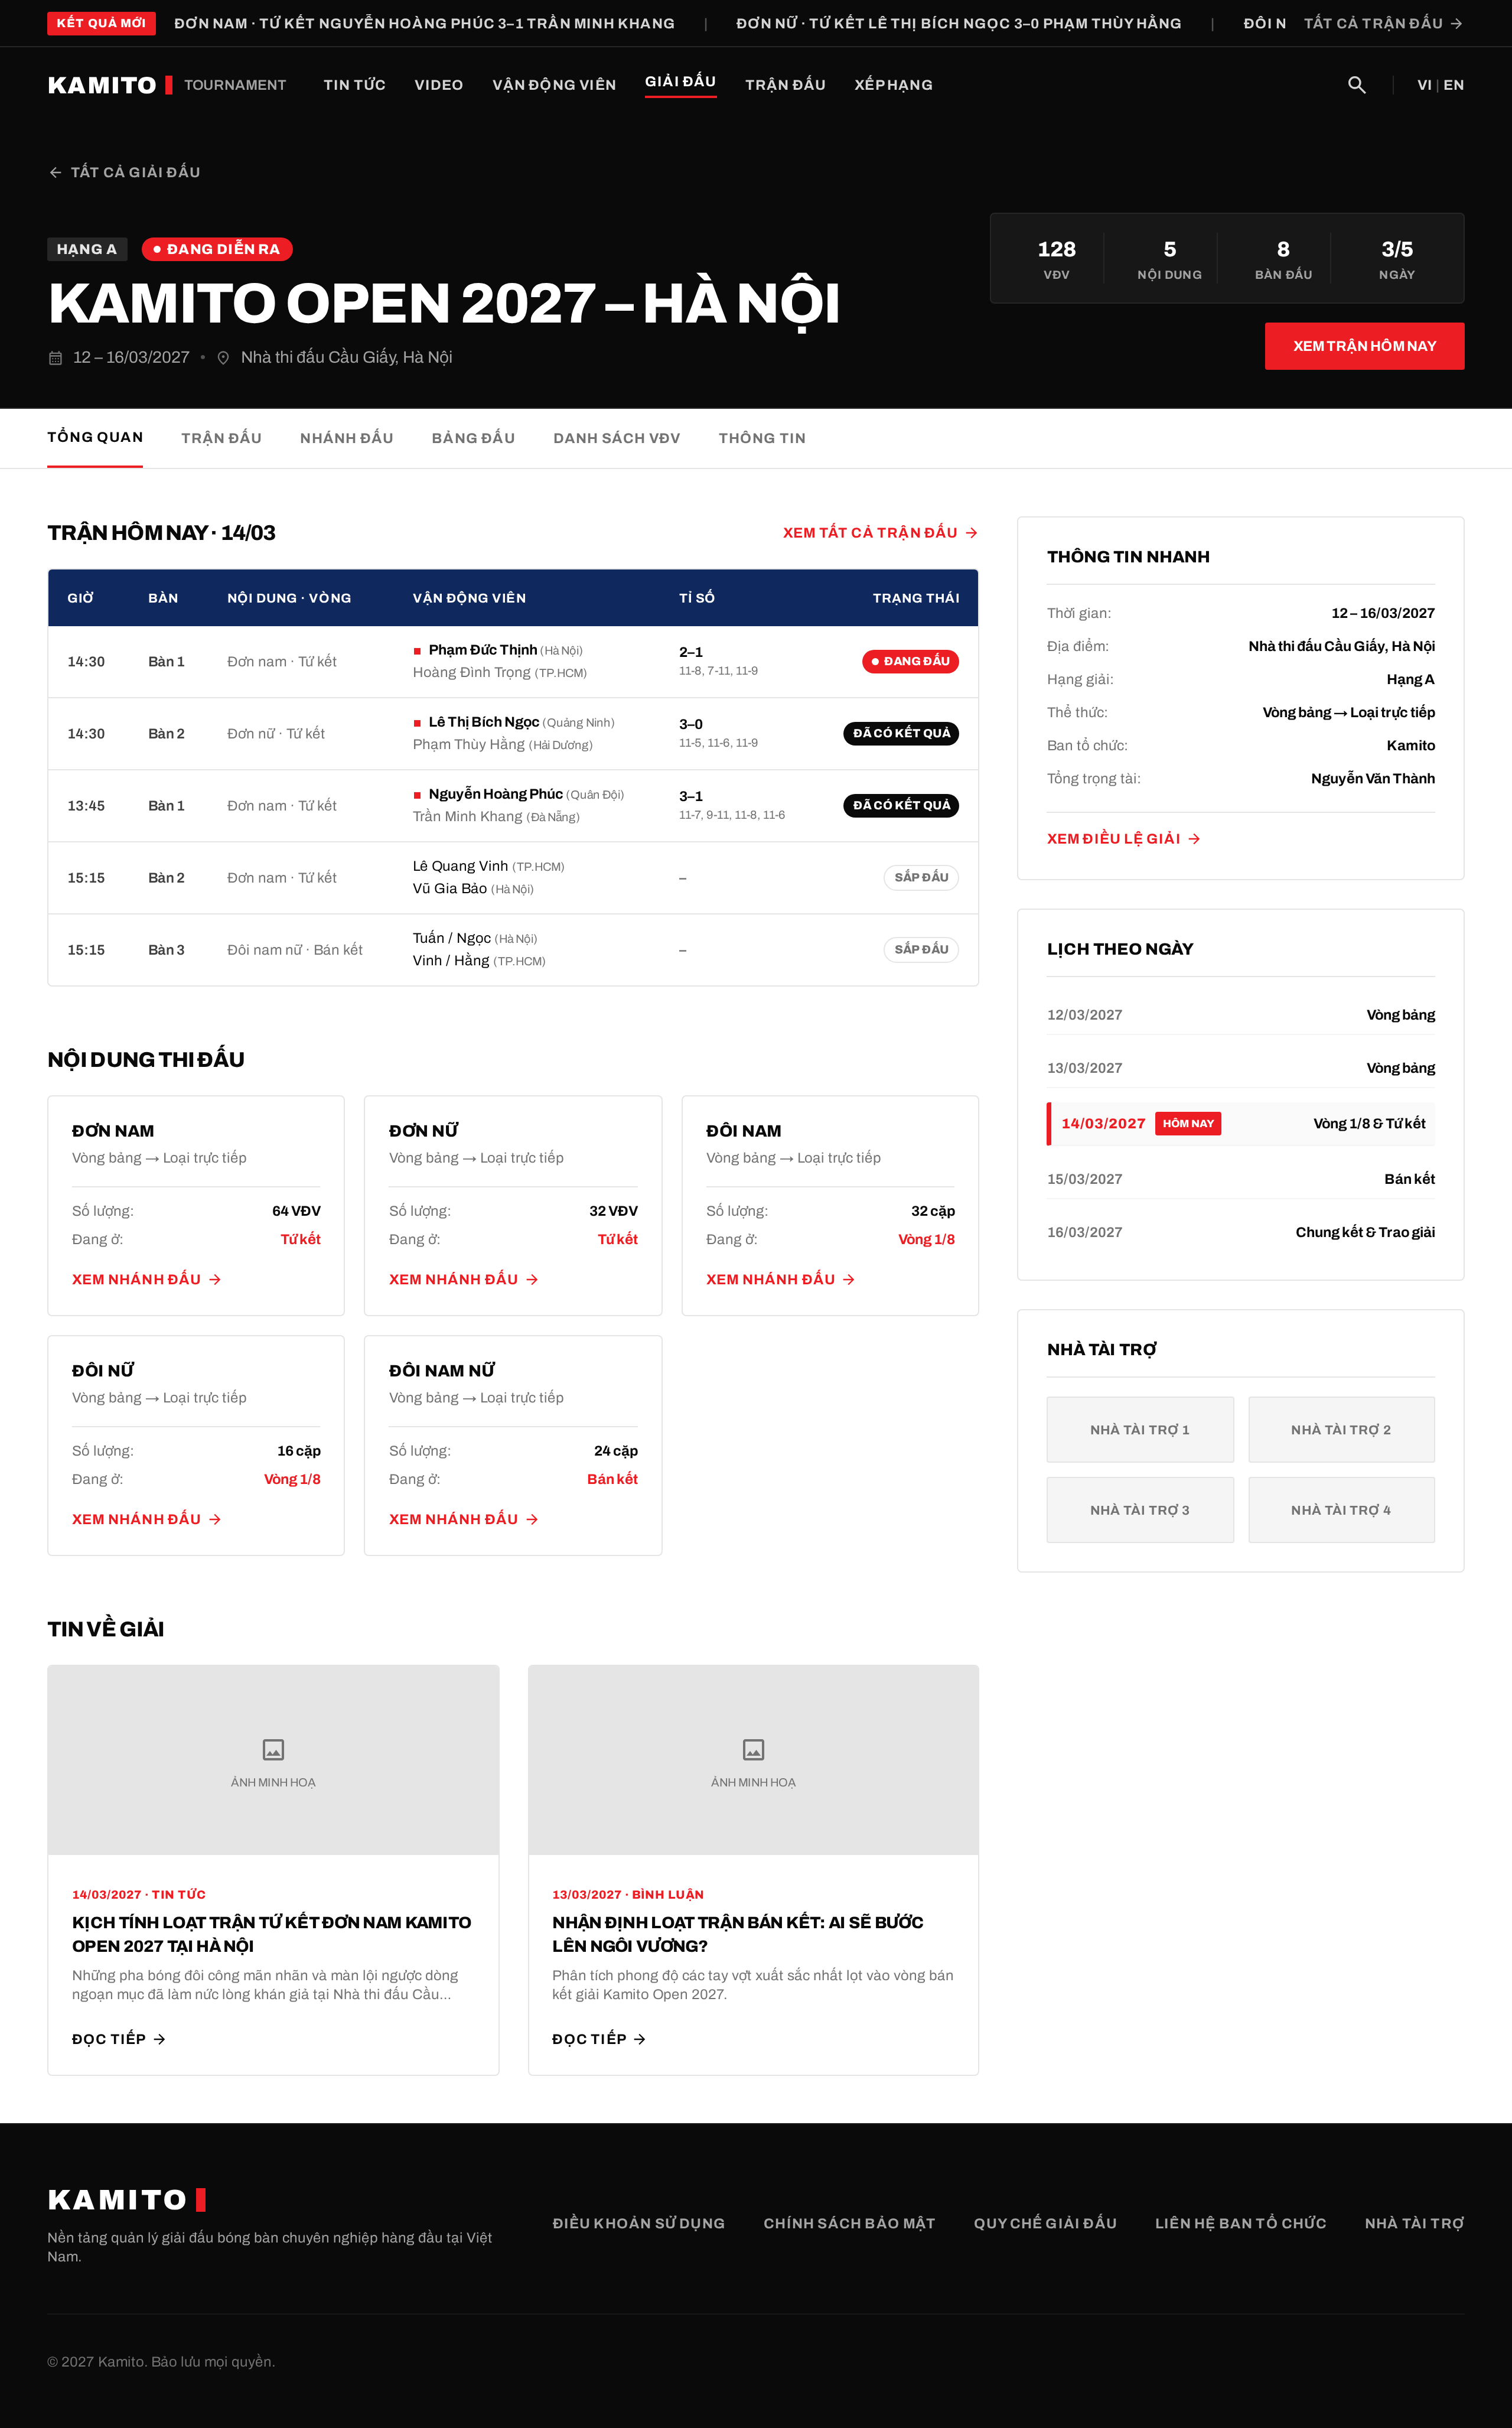 KẾT QUẢ MỚI ĐƠN NAM · TỨ KẾT NGUYỄN HOÀNG PHÚC 3–1 TRẦN MINH KHANG | ĐƠN NỮ · TỨ KẾT LÊ THỊ BÍCH NGỌC 3–0 PHẠM THÙY HẰNG | ĐÔI N TẤT CẢ TRẬN ĐẤU →
KAMITO TOURNAMENT TIN TỨC VIDEO VẬN ĐỘNG VIÊN GIẢI ĐẤU TRẬN ĐẤU XẾP HẠNG VI | EN
← TẤT CẢ GIẢI ĐẤU
HẠNG A ĐANG DIỄN RA
KAMITO OPEN 2027 – HÀ NỘI
12 – 16/03/2027 • Nhà thi đấu Cầu Giấy, Hà Nội
128 5 8 3/5
VĐV NỘI DUNG BÀN ĐẤU NGÀY
XEM TRẬN HÔM NAY
TỔNG QUAN TRẬN ĐẤU NHÁNH ĐẤU BẢNG ĐẤU DANH SÁCH VĐV THÔNG TIN
TRẬN HÔM NAY · 14/03 XEM TẤT CẢ TRẬN ĐẤU →
GIỜ BÀN NỘI DUNG · VÒNG VẬN ĐỘNG VIÊN TỈ SỐ TRẠNG THÁI
14:30 Bàn 1 Đơn nam · Tứ kết Phạm Đức Thịnh (Hà Nội) 2–1 ĐANG ĐẤU
Hoàng Đình Trọng (TP.HCM) 11-8, 7-11, 11-9
14:30 Bàn 2 Đơn nữ · Tứ kết Lê Thị Bích Ngọc (Quảng Ninh) 3–0 ĐÃ CÓ KẾT QUẢ
Phạm Thùy Hằng (Hải Dương) 11-5, 11-6, 11-9
13:45 Bàn 1 Đơn nam · Tứ kết Nguyễn Hoàng Phúc (Quân Đội) 3–1 ĐÃ CÓ KẾT QUẢ
Trần Minh Khang (Đà Nẵng) 11-7, 9-11, 11-8, 11-6
15:15 Bàn 2 Đơn nam · Tứ kết Lê Quang Vinh (TP.HCM) – SẮP ĐẤU
Vũ Gia Bảo (Hà Nội)
15:15 Bàn 3 Đôi nam nữ · Bán kết Tuấn / Ngọc (Hà Nội) – SẮP ĐẤU
Vinh / Hằng (TP.HCM)
THÔNG TIN NHANH
Thời gian: 12 – 16/03/2027
Địa điểm: Nhà thi đấu Cầu Giấy, Hà Nội
Hạng giải: Hạng A
Thể thức: Vòng bảng → Loại trực tiếp
Ban tổ chức: Kamito
Tổng trọng tài: Nguyễn Văn Thành
XEM ĐIỀU LỆ GIẢI →
LỊCH THEO NGÀY
12/03/2027 Vòng bảng
13/03/2027 Vòng bảng
14/03/2027 HÔM NAY Vòng 1/8 & Tứ kết
15/03/2027 Bán kết
16/03/2027 Chung kết & Trao giải
NHÀ TÀI TRỢ
NHÀ TÀI TRỢ 1 NHÀ TÀI TRỢ 2
NHÀ TÀI TRỢ 3 NHÀ TÀI TRỢ 4
NỘI DUNG THI ĐẤU
ĐƠN NAM
Vòng bảng → Loại trực tiếp
Số lượng: 64 VĐV
Đang ở: Tứ kết
XEM NHÁNH ĐẤU →
ĐƠN NỮ
Vòng bảng → Loại trực tiếp
Số lượng: 32 VĐV
Đang ở: Tứ kết
XEM NHÁNH ĐẤU →
ĐÔI NAM
Vòng bảng → Loại trực tiếp
Số lượng: 32 cặp
Đang ở: Vòng 1/8
XEM NHÁNH ĐẤU →
ĐÔI NỮ
Vòng bảng → Loại trực tiếp
Số lượng: 16 cặp
Đang ở: Vòng 1/8
XEM NHÁNH ĐẤU →
ĐÔI NAM NỮ
Vòng bảng → Loại trực tiếp
Số lượng: 24 cặp
Đang ở: Bán kết
XEM NHÁNH ĐẤU →
TIN VỀ GIẢI
ẢNH MINH HOẠ
14/03/2027 · TIN TỨC
KỊCH TÍNH LOẠT TRẬN TỨ KẾT ĐƠN NAM KAMITO
OPEN 2027 TẠI HÀ NỘI
Những pha bóng đôi công mãn nhãn và màn lội ngược dòng
ngoạn mục đã làm nức lòng khán giả tại Nhà thi đấu Cầu...
ĐỌC TIẾP →
ẢNH MINH HOẠ
13/03/2027 · BÌNH LUẬN
NHẬN ĐỊNH LOẠT TRẬN BÁN KẾT: AI SẼ BƯỚC
LÊN NGÔI VƯƠNG?
Phân tích phong độ các tay vợt xuất sắc nhất lọt vào vòng bán
kết giải Kamito Open 2027.
ĐỌC TIẾP →
KAMITO
Nền tảng quản lý giải đấu bóng bàn chuyên nghiệp hàng đầu tại Việt
Nam.
ĐIỀU KHOẢN SỬ DỤNG CHÍNH SÁCH BẢO MẬT QUY CHẾ GIẢI ĐẤU LIÊN HỆ BAN TỔ CHỨC NHÀ TÀI TRỢ
© 2027 Kamito. Bảo lưu mọi quyền.